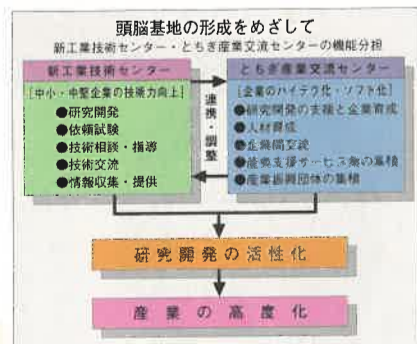 頭脳基地の形成をめざして
新工業技術センター・とちぎ産業交流センターの機能分担
新工業技術センター
[中小・中堅企業の技術力向上]
●研究開発
●依頼試験
●技術相談・指導
●技術交流
●情報収集・提供
連携・調整
とちぎ産業交流センター
[企業のハイテク化・ソフト化]
●研究開発の支援と企業育成
●人材育成
●企業間交流
●産業支援サービス施の集積
●産業振興団体の集積
研究開発の活性化
産業の高度化